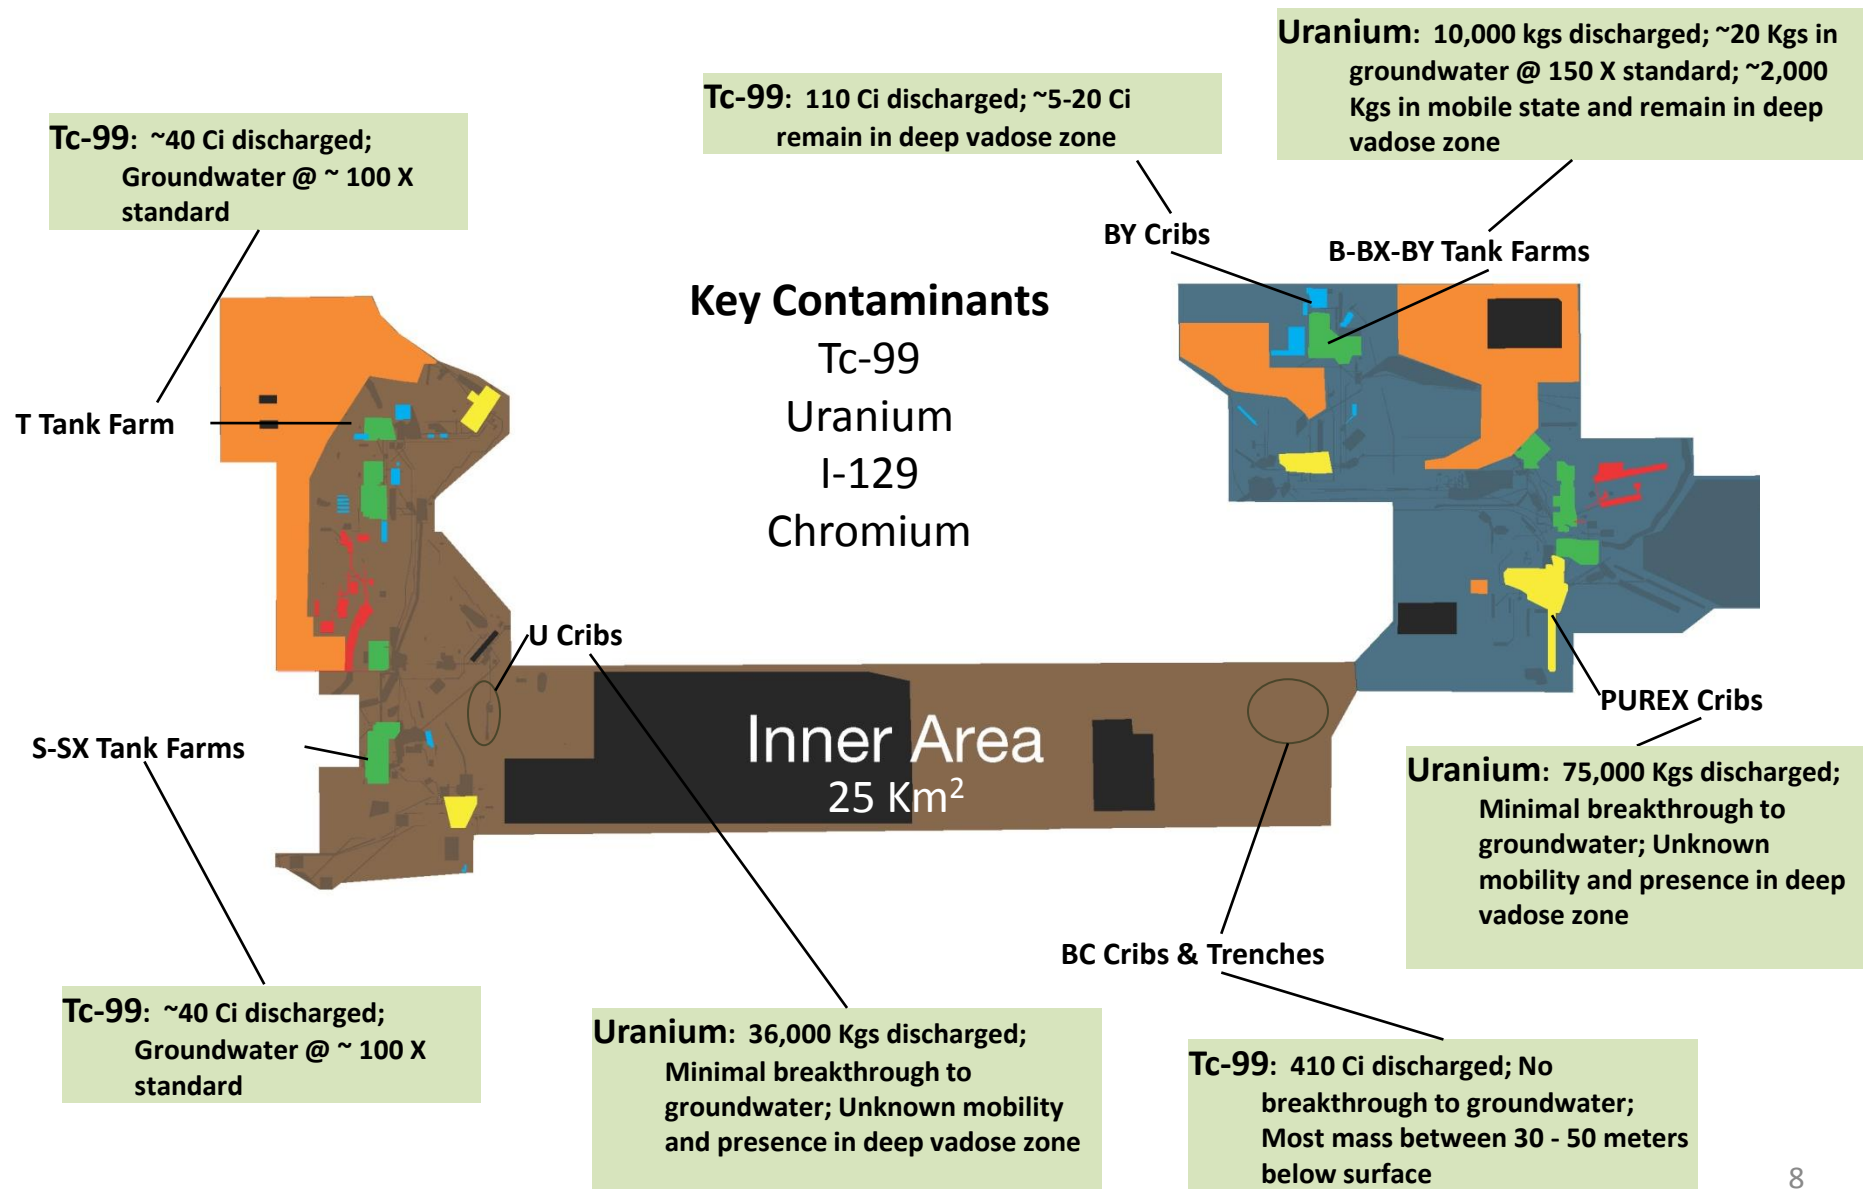 Uranium: 10,000 kgs discharged; ~20 Kgs in
groundwater @ 150 X standard; ~2,000
Kgs in mobile state and remain in deep
vadose zone
Tc-99: 110 Ci discharged; ~5-20 Ci
remain in deep vadose zone
Tc-99: ~40 Ci discharged;
Groundwater @ ~ 100 X
standard
BY Cribs
B-BX-BY Tank Farms
Key Contaminants
Tc-99
Uranium
I-129
Chromium
T Tank Farm
U Cribs
S-SX Tank Farms
Inner Area
25 Km²
PUREX Cribs
Uranium: 75,000 Kgs discharged;
Minimal breakthrough to
groundwater; Unknown
mobility and presence in deep
vadose zone
BC Cribs & Trenches
Tc-99: ~40 Ci discharged;
Groundwater @ ~ 100 X
standard
Uranium: 36,000 Kgs discharged;
Minimal breakthrough to
groundwater; Unknown mobility
and presence in deep vadose zone
Tc-99: 410 Ci discharged; No
breakthrough to groundwater;
Most mass between 30 - 50 meters
below surface
8